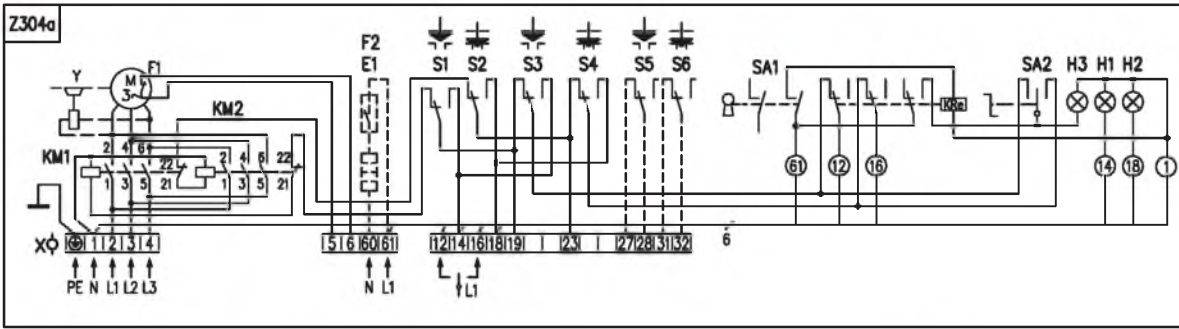 Z304a
F2
E1
S1 S2 S3 S4 S5 S6
Y M 3~ F1
SA1 SA2 H3 H1 H2
KM2
KRe
KM1
2 4 6 22 2 4 6 22
1 3 5 21 1 3 5 21
61 12 16 14 18 1
X 1 2 3 4 5 6 60 61 12 14 16 18 19 23 27 28 31 32 6
PE N L1 L2 L3 N L1 L1